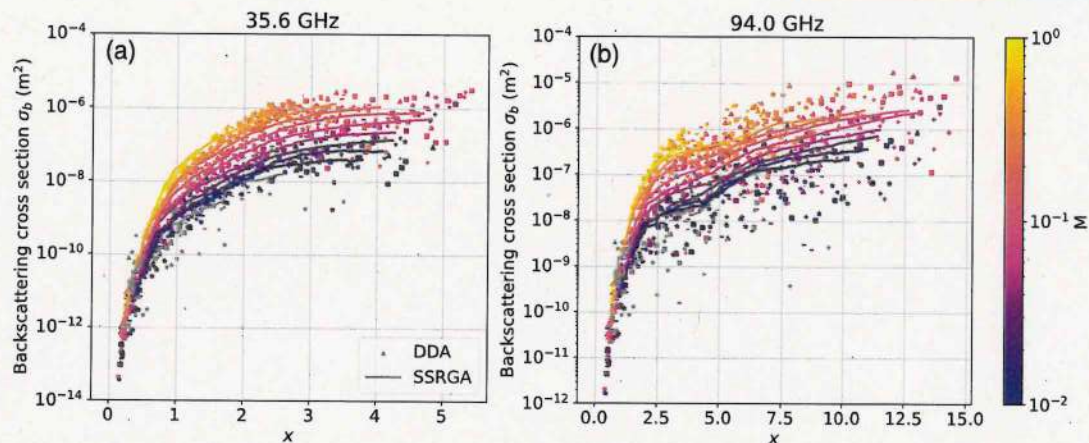 35.6 GHz
(a)
Backscattering cross section σ_b (m²)
10⁻⁴
10⁻⁶
10⁻⁸
10⁻¹⁰
10⁻¹²
10⁻¹⁴
0 1 2 3 4 5
x
DDA
SSRGA
94.0 GHz
(b)
Backscattering cross section σ_b (m²)
10⁻⁴
10⁻⁵
10⁻⁶
10⁻⁷
10⁻⁸
10⁻⁹
10⁻¹⁰
10⁻¹¹
10⁻¹²
0.0 2.5 5.0 7.5 10.0 12.5 15.0
x
10⁰
10⁻¹
10⁻²
M